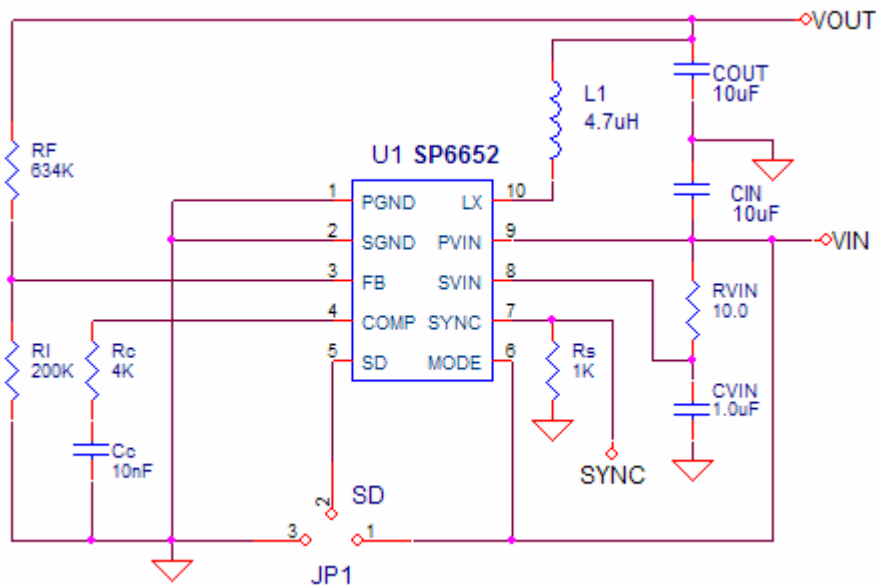 VOUT
COUT
10uF
L1
4.7uH
RF
634K
U1 SP6652
CIN
10uF
1 PGND LX 10
2 SGND PVIN 9
VIN
3 FB SVIN 8
4 COMP SYNC 7
5 SD MODE 6
RVIN
10.0
RI
200K
Rc
4K
Rs
1K
CVIN
1.0uF
Cc
10nF
SYNC
2
SD
3
1
JP1